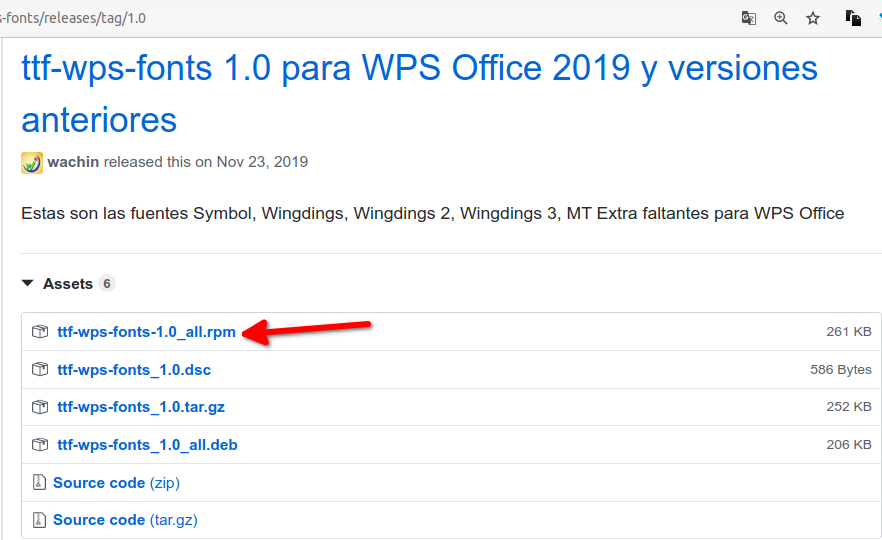 s-fonts/releases/tag/1.0
ttf-wps-fonts 1.0 para WPS Office 2019 y versiones
anteriores
wachin released this on Nov 23, 2019
Estas son las fuentes Symbol, Wingdings, Wingdings 2, Wingdings 3, MT Extra faltantes para WPS Office
Assets 6
ttf-wps-fonts-1.0_all.rpm 261 KB
ttf-wps-fonts_1.0.dsc 586 Bytes
ttf-wps-fonts_1.0.tar.gz 252 KB
ttf-wps-fonts_1.0_all.deb 206 KB
Source code (zip)
Source code (tar.gz)